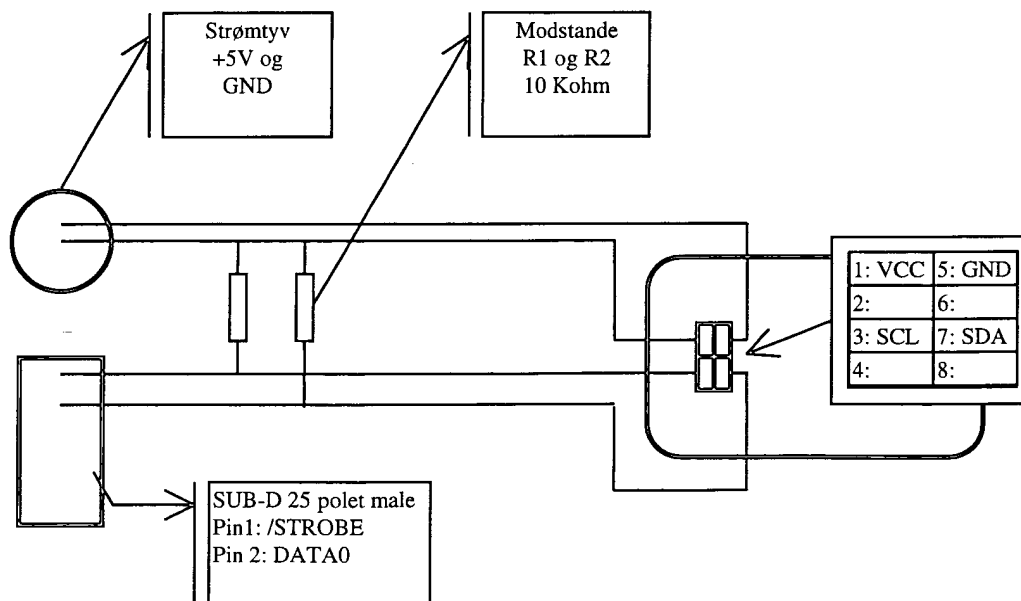 Strømtyv
+5V og
GND
Modstande
R1 og R2
10 Kohm
1: VCC 5: GND
2: 6:
3: SCL 7: SDA
4: 8:
SUB-D 25 polet male
Pin1: /STROBE
Pin 2: DATA0